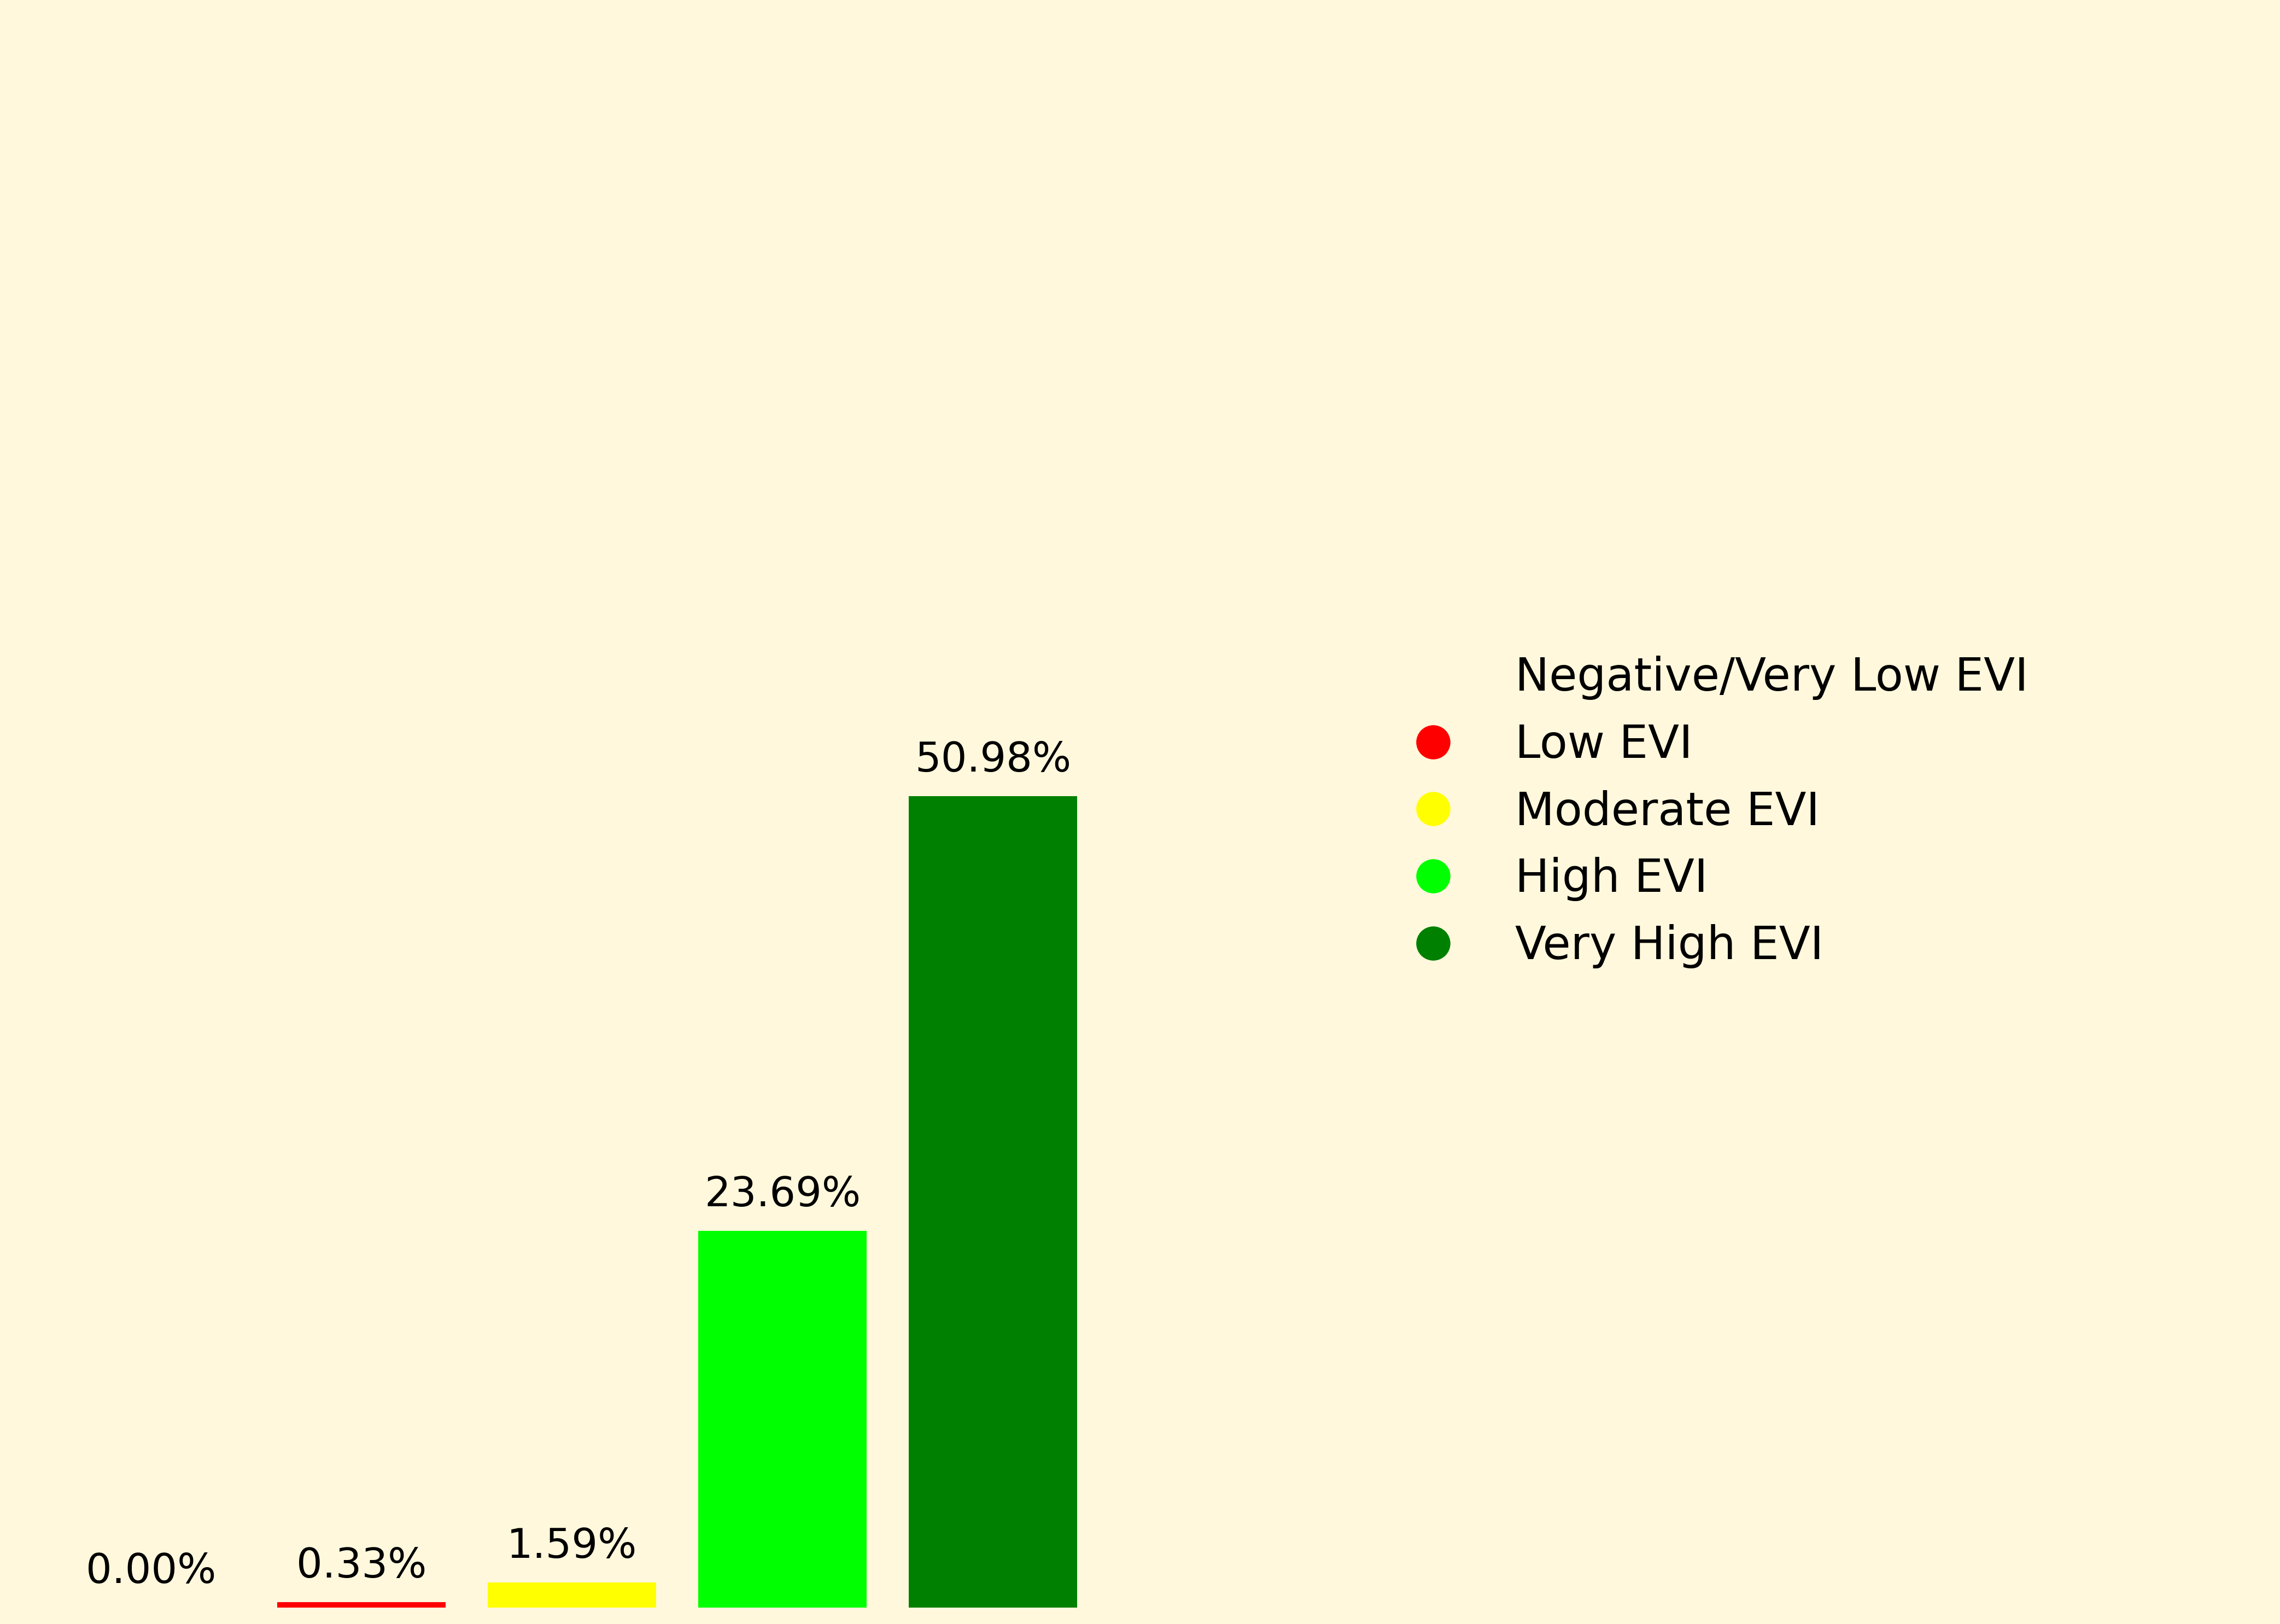 50.98%
23.69%
1.59%
0.33%
0.00%
Negative/Very Low EVI
Low EVI
Moderate EVI
High EVI
Very High EVI